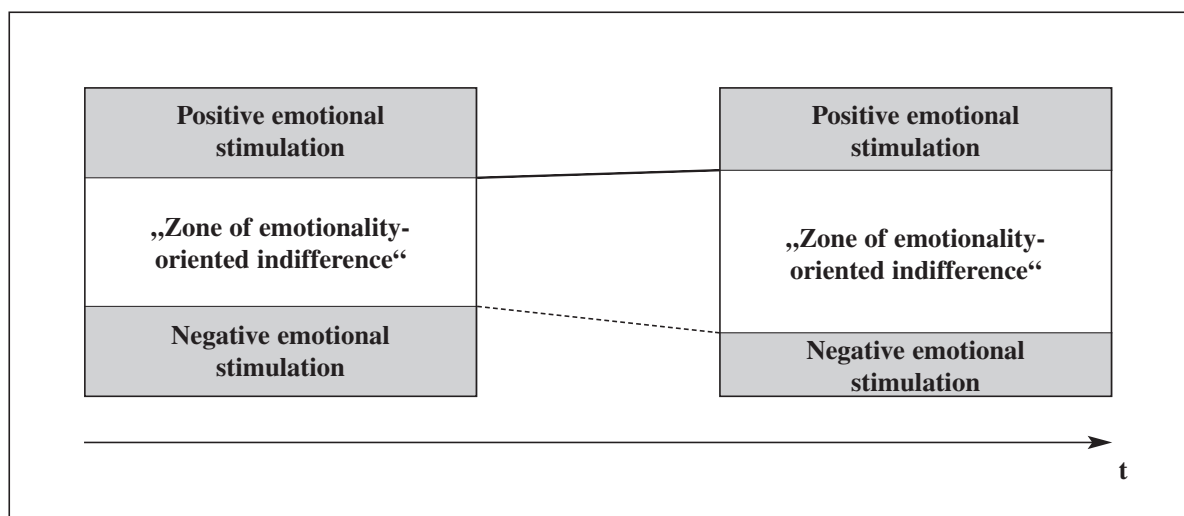 Positive emotional
stimulation
„Zone of emotionality-
oriented indifference“
Negative emotional
stimulation
Positive emotional
stimulation
„Zone of emotionality-
oriented indifference“
Negative emotional
stimulation
t